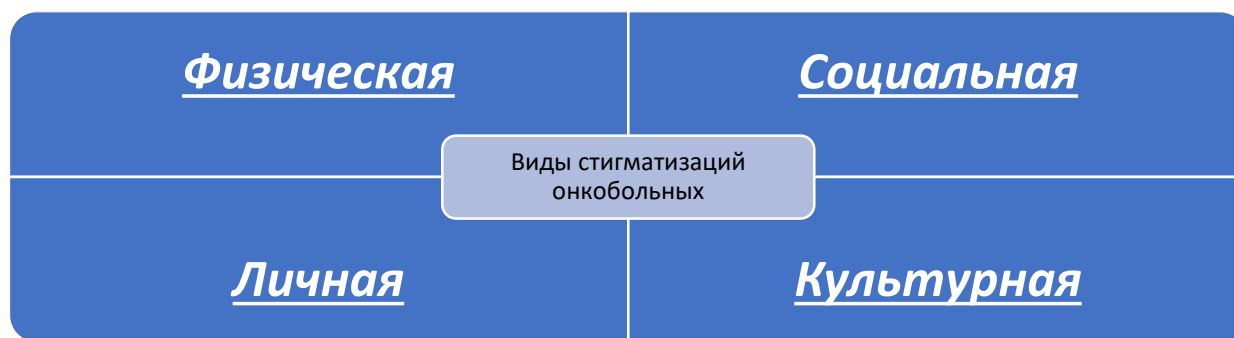 Физическая
Социальная
Виды стигматизаций
онкобольных
Личная
Культурная